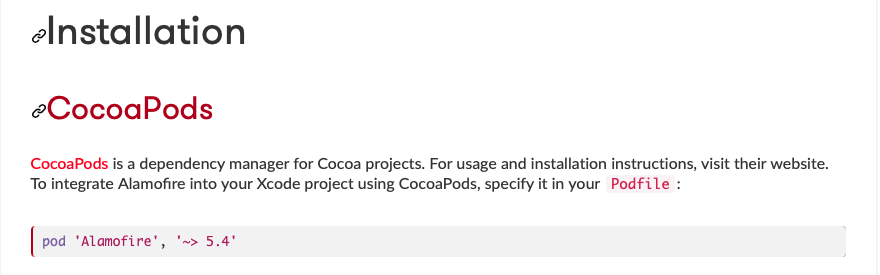 Installation
CocoaPods
CocoaPods is a dependency manager for Cocoa projects. For usage and installation instructions, visit their website.
To integrate Alamofire into your Xcode project using CocoaPods, specify it in your Podfile:
pod 'Alamofire', '~> 5.4'